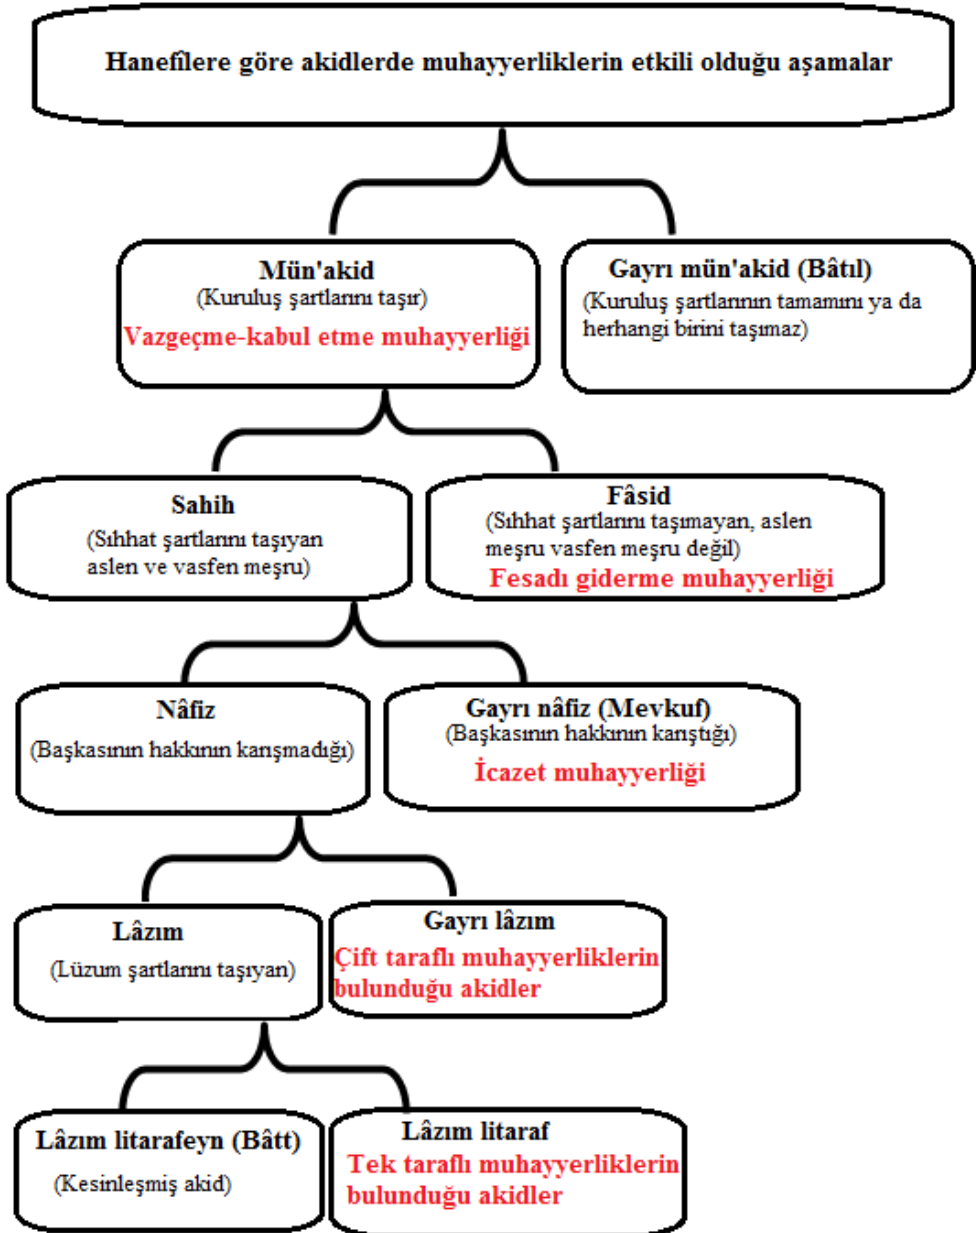 Hanefîlere göre akidlerde muhayyerliklerin etkili olduğu aşamalar
Mün'akid
(Kuruluş şartlarını taşır)
Vazgeçme-kabul etme muhayyerliği
Gayrı mün'akid (Bâtıl)
(Kuruluş şartlarının tamamını ya da
herhangi birini taşımaz)
Sahih
(Sıhhat şartlarını taşıyan
aslen ve vasfen meşru)
Fâsid
(Sıhhat şartlarını taşımayan, aslen
meşru vasfen meşru değil)
Fesadı giderme muhayyerliği
Nâfiz
(Başkasının hakkının karışmadığı)
Gayrı nâfiz (Mevkuf)
(Başkasının hakkının karıştığı)
İcazet muhayyerliği
Lâzım
(Lüzum şartlarını taşıyan)
Gayrı lâzım
Çift taraflı muhayyerliklerin
bulunduğu akidler
Lâzım litarafeyn (Bâtt)
(Kesinleşmiş akid)
Lâzım litaraf
Tek taraflı muhayyerliklerin
bulunduğu akidler